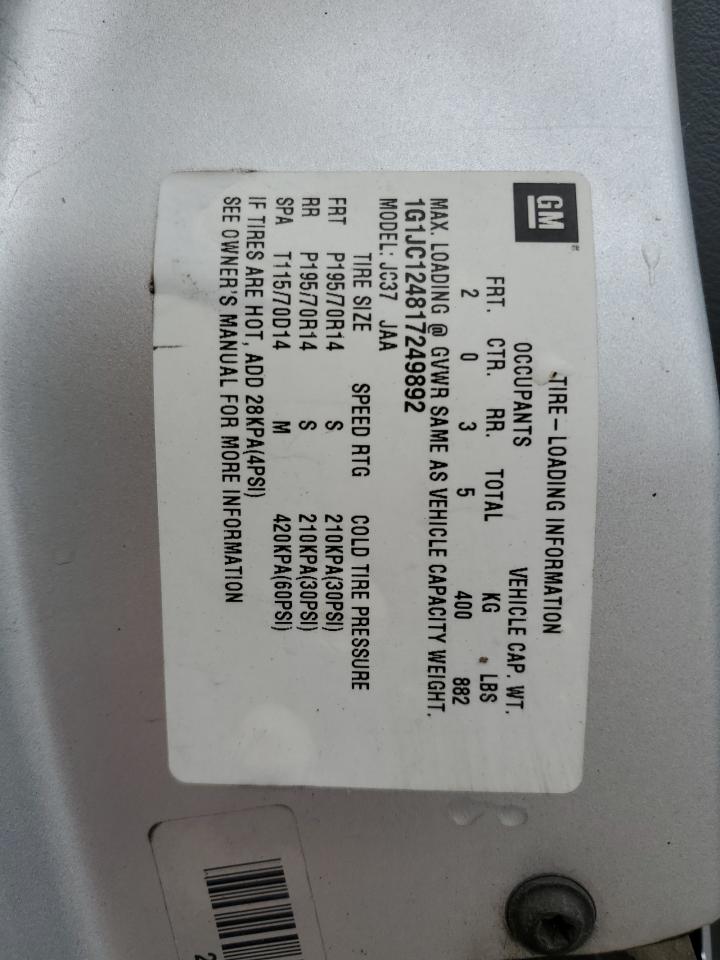 GM
TIRE-LOADING INFORMATION
OCCUPANTS VEHICLE CAP. WT.
FRT. CTR. RR. TOTAL KG LBS
2 0 3 5 400 882
MAX. LOADING @ GVWR SAME AS VEHICLE CAPACITY WEIGHT.
1G1JC124817249892
MODEL: JC37 JAA
TIRE SIZE SPEED RTG COLD TIRE PRESSURE
FRT P195/70R14 S 210KPA(30PSI)
RR P195/70R14 S 210KPA(30PSI)
SPA T115/70D14 M 420KPA(60PSI)
IF TIRES ARE HOT, ADD 28KPA(4PSI)
SEE OWNER'S MANUAL FOR MORE INFORMATION
2